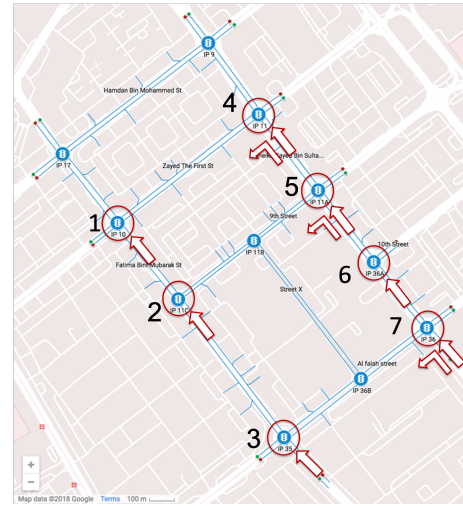 IP 9
4
Hamdan Bin Mohammed St
IP 11
IP 17
Zayed The First St
5
1
IP 11A
IP 10
9th Street
10th Street
IP 11B
Fatima Bint Mubarak St
6
IP 36A
2
Street X
IP 11C
7
IP 36
Al falah street
IP 36B
3
IP 35
+
−
Map data ©2018 Google Terms 100 m